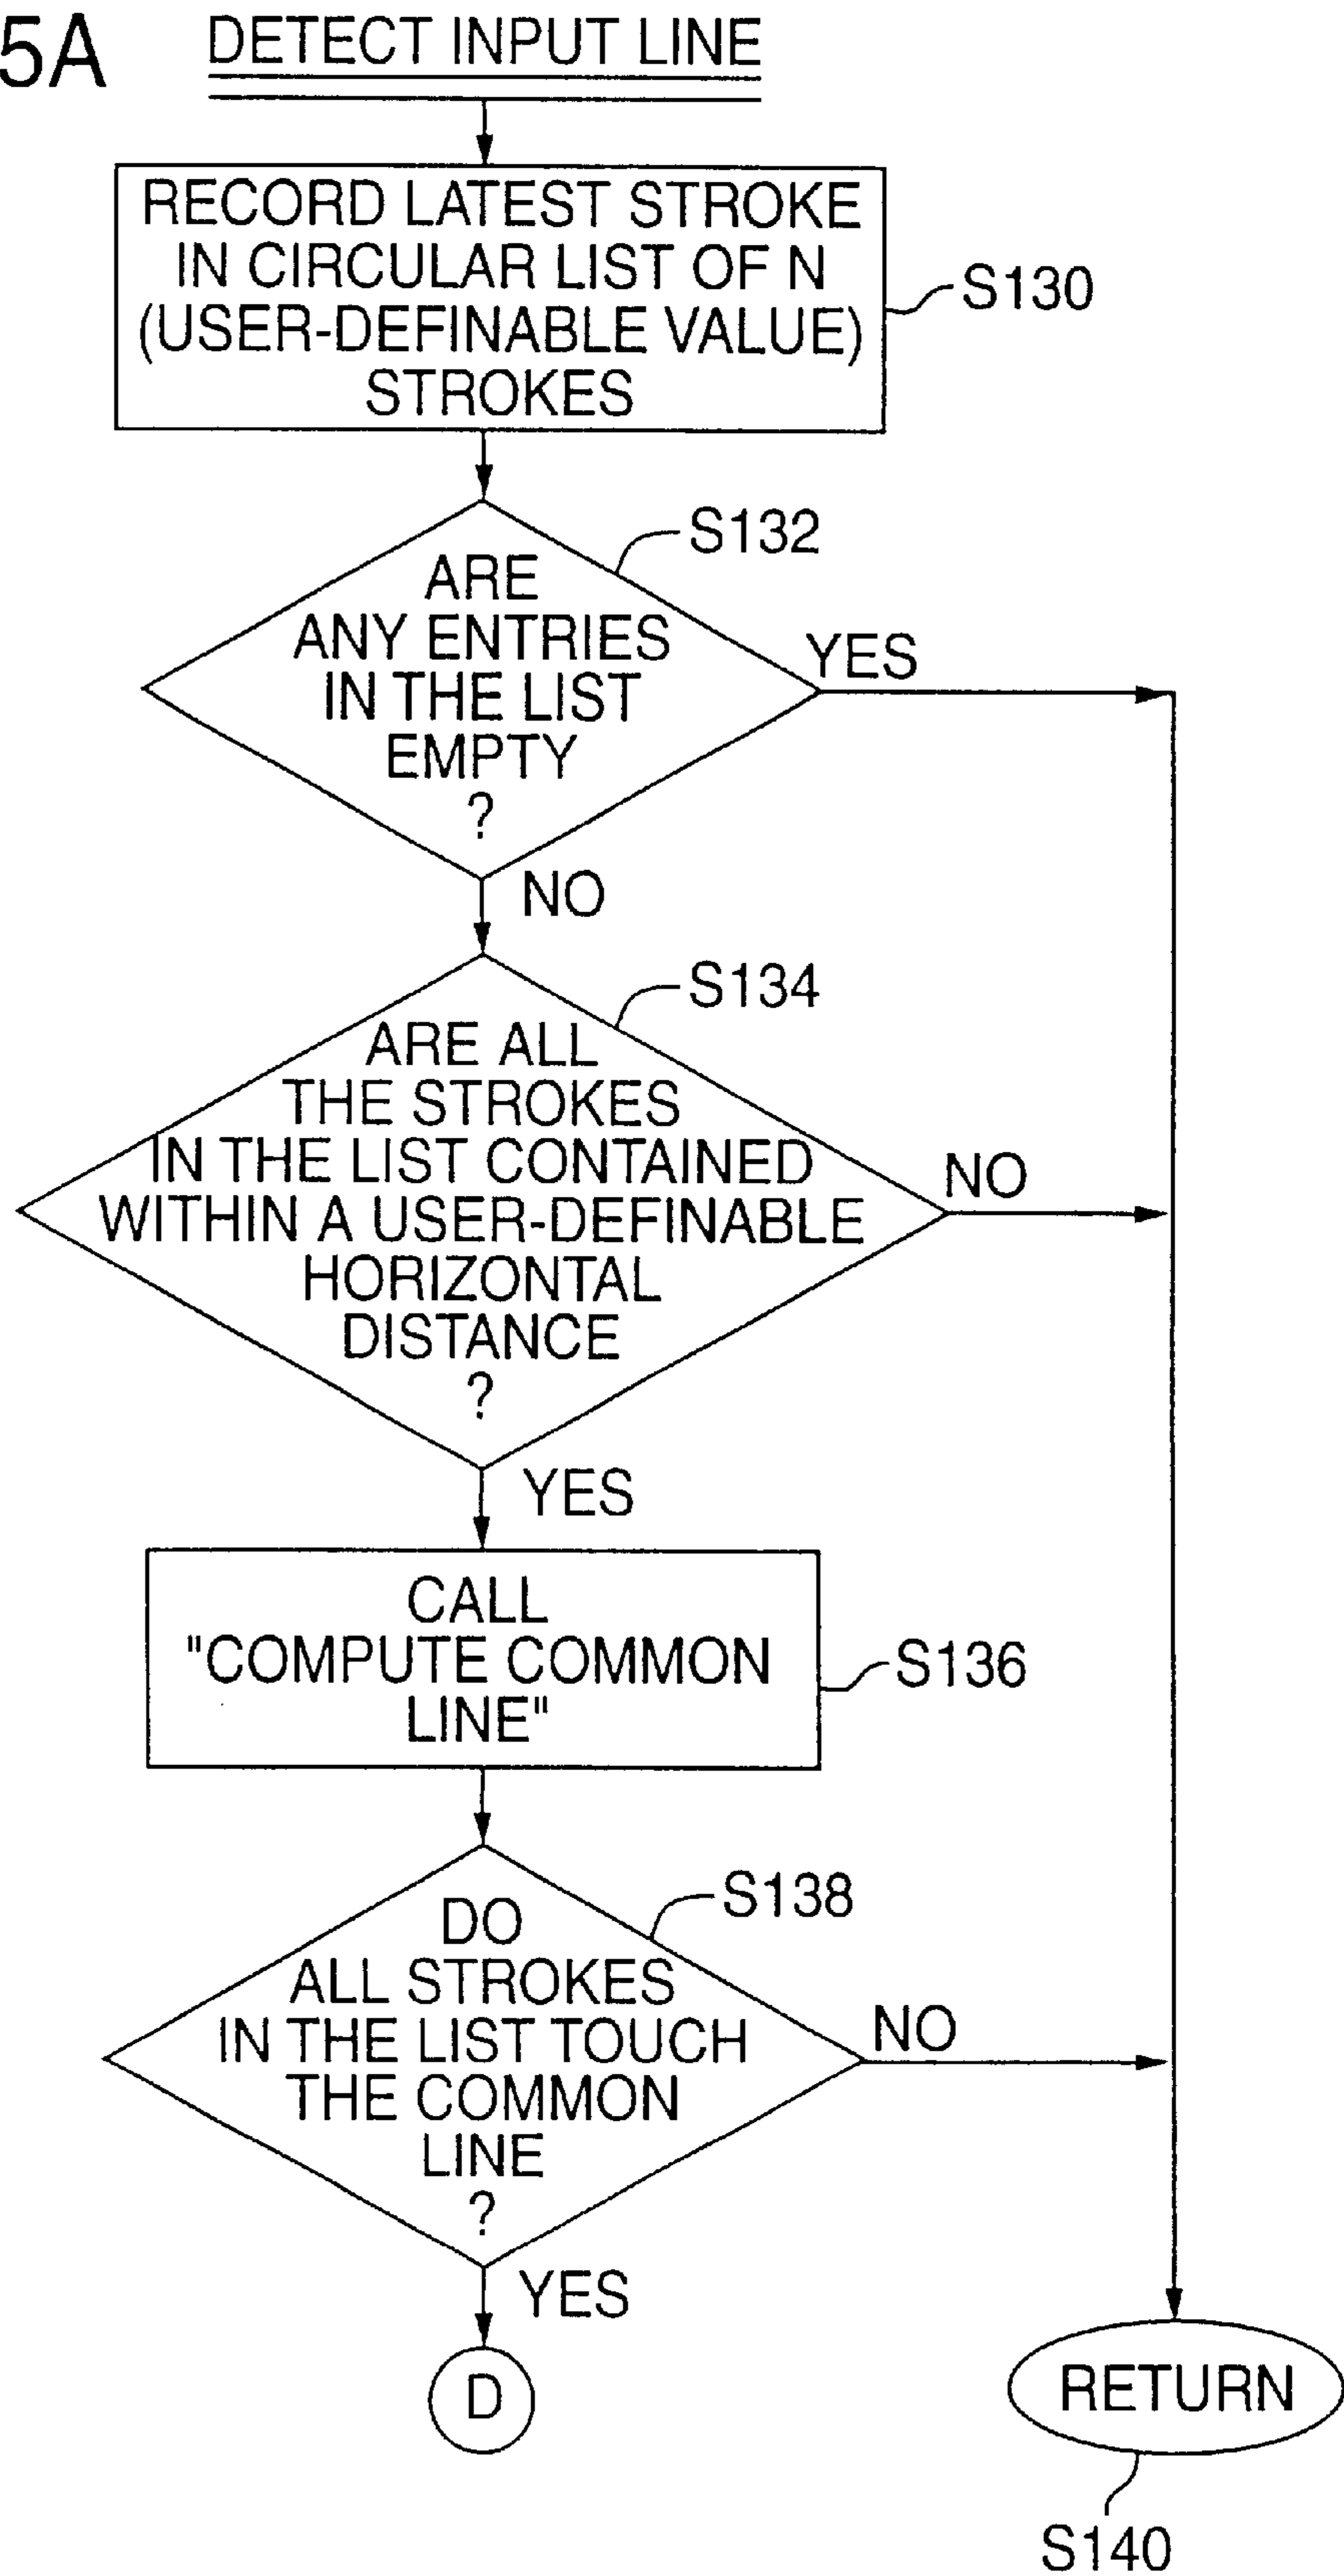 5A
DETECT INPUT LINE
RECORD LATEST STROKE
IN CIRCULAR LIST OF N
(USER-DEFINABLE VALUE)
STROKES
S130
S132
ARE
ANY ENTRIES
IN THE LIST
EMPTY
?
YES
NO
S134
ARE ALL
THE STROKES
IN THE LIST CONTAINED
WITHIN A USER-DEFINABLE
HORIZONTAL
DISTANCE
?
NO
YES
CALL
"COMPUTE COMMON
LINE"
S136
S138
DO
ALL STROKES
IN THE LIST TOUCH
THE COMMON
LINE
?
NO
YES
D
RETURN
S140